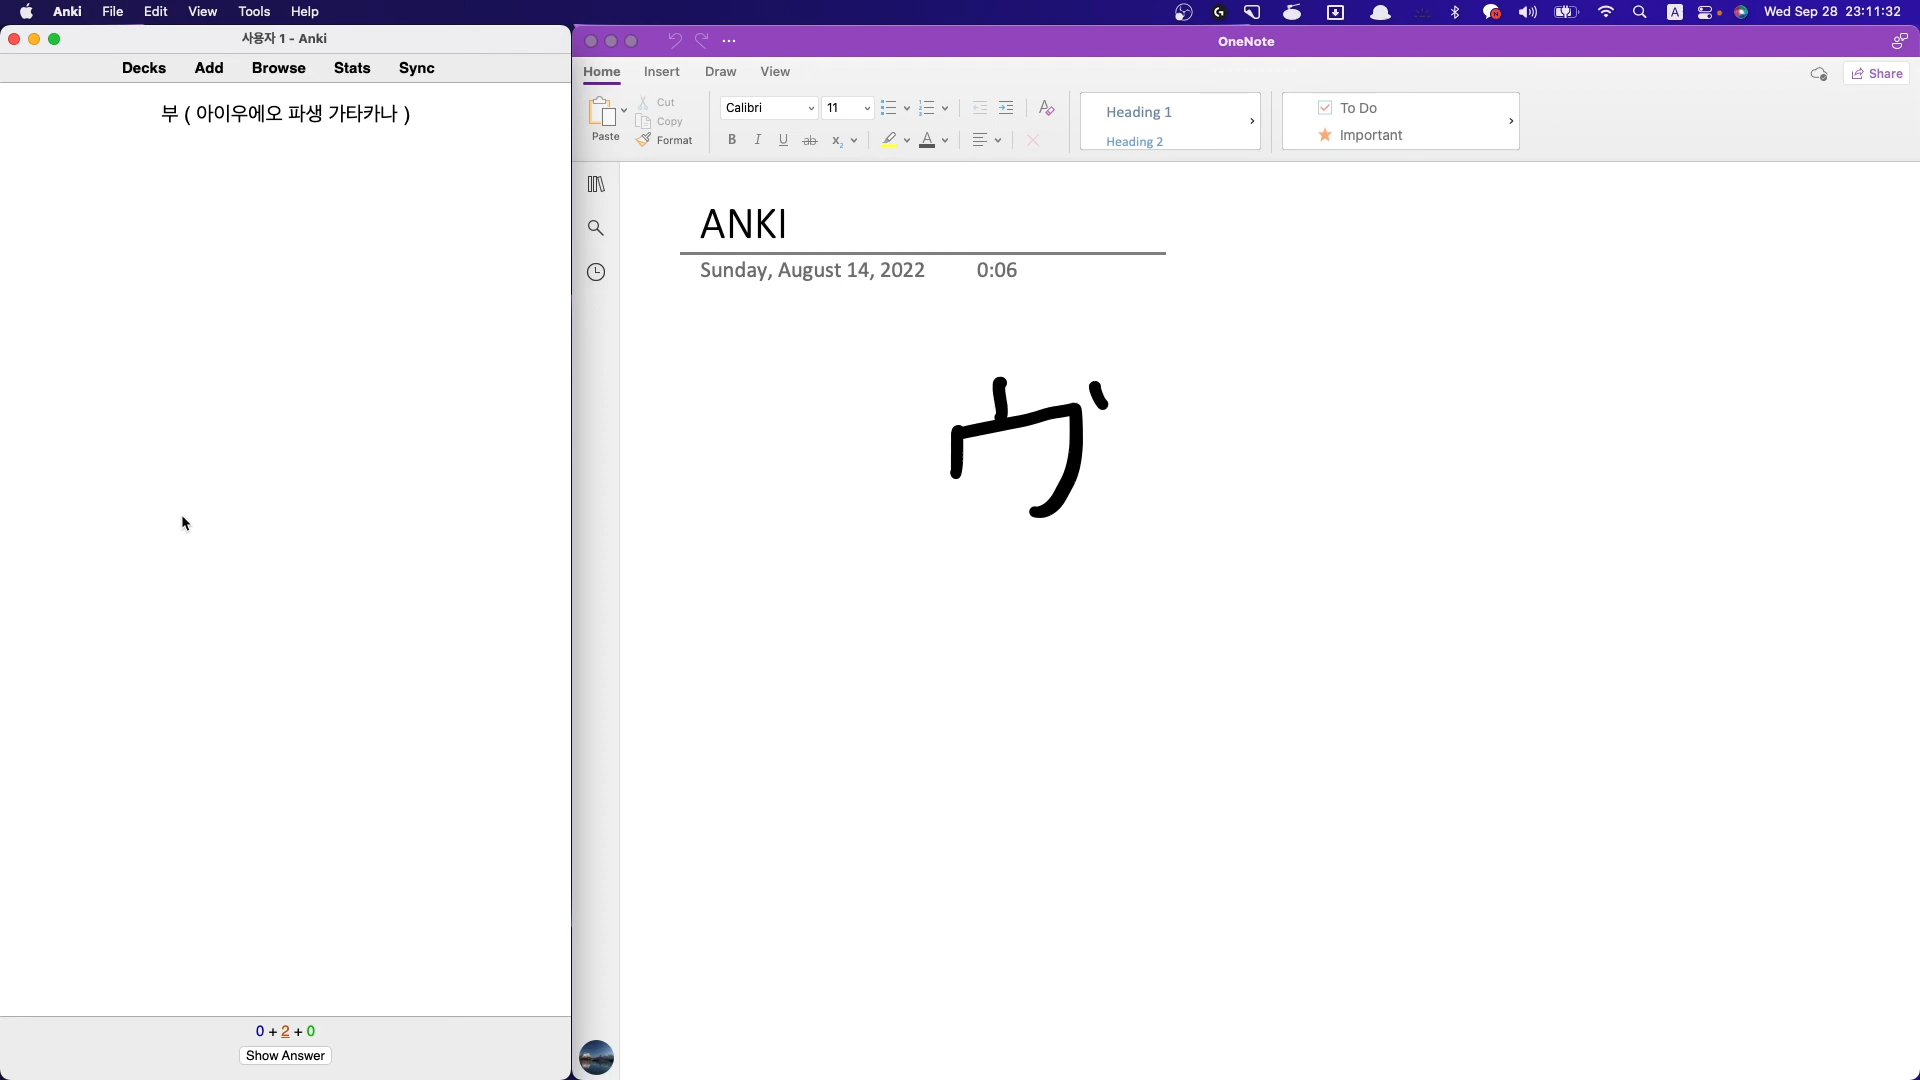 Anki File Edit View Tools Help
A
Wed Sep 28 23:11:32
사용자 1 - Anki
Decks Add Browse Stats Sync
부 ( 아이우에오 파생 가타카나 )
0 + 2 + 0
Show Answer
OneNote
Home Insert Draw View
Share
Paste
Cut
Copy
Format
Calibri 11
B I U ab x₂ A
Heading 1
Heading 2
To Do
Important
ANKI
Sunday, August 14, 2022 0:06